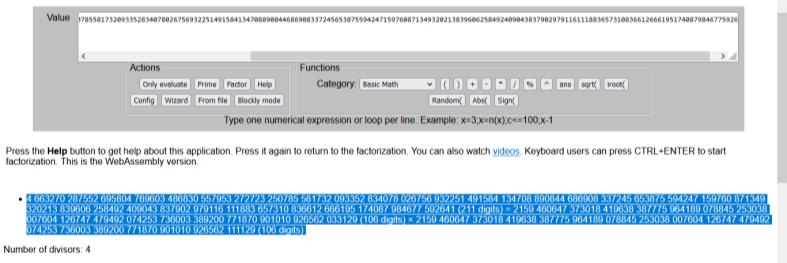 Value
?785581732093352834078026756932251491584134708890844686908337245653875594247159760871349320213839606258492409043837902979116111883657310836612666195174087984677592641
Actions
Functions
Only evaluate Prime Factor Help
Category: Basic Math ( ) + - * / % ^ ans sqrt( iroot(
Config Wizard From file Blockly mode
Random( Abs( Sign(
Type one numerical expression or loop per line. Example: x=3;x=n(x);c<=100;x-1
Press the Help button to get help about this application. Press it again to return to the factorization. You can also watch videos. Keyboard users can press CTRL+ENTER to start
factorization. This is the WebAssembly version.
4 663270 287552 695804 769603 486830 557953 272723 250785 581732 093352 834078 026756 932251 491584 134708 890844 686908 337245 653875 594247 159760 871349
320213 839606 258492 409043 837902 979116 111883 657310 836612 666195 174087 984677 592641 (211 digits) = 2159 460647 373018 419638 387775 964189 078845 253038
007604 126747 479492 074253 736003 389200 771870 901010 926562 033129 (106 digits) × 2159 460647 373018 419638 387775 964189 078845 253038 007604 126747 479492
074253 736003 389200 771870 901010 926562 111129 (106 digits)
Number of divisors: 4